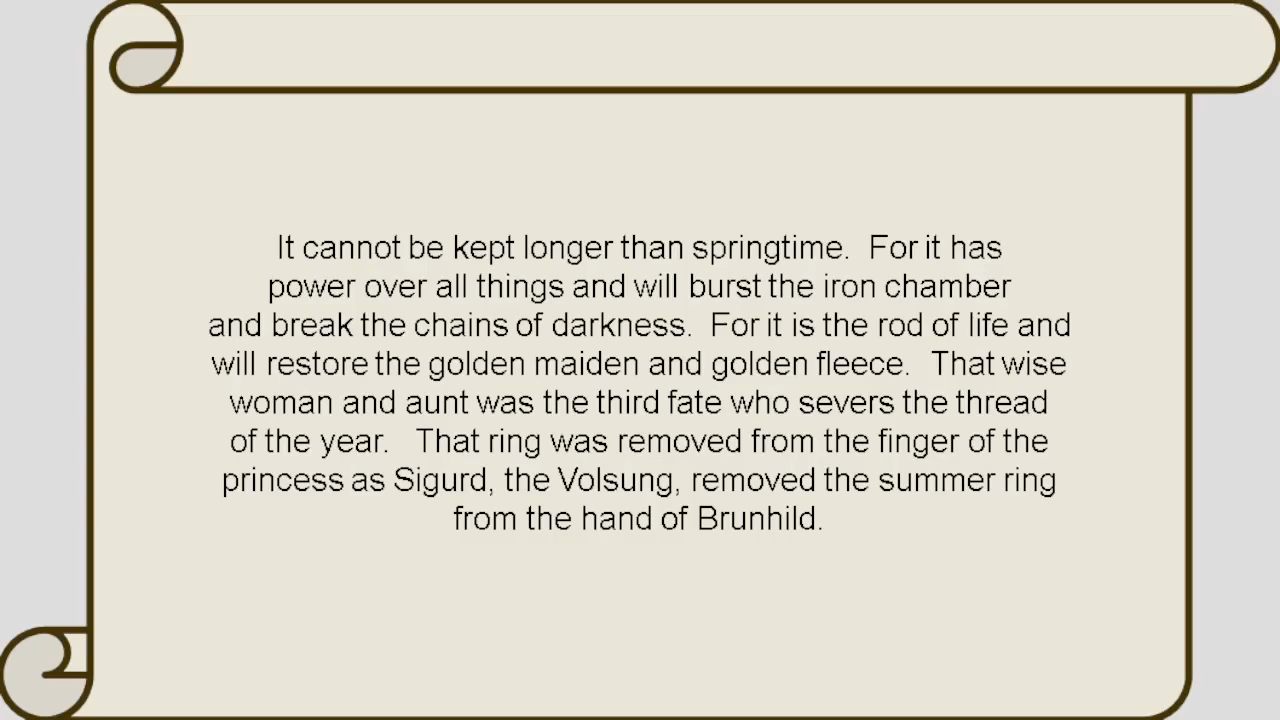 It cannot be kept longer than springtime.  For it has
power over all things and will burst the iron chamber
and break the chains of darkness.  For it is the rod of life and
will restore the golden maiden and golden fleece.  That wise
woman and aunt was the third fate who severs the thread
of the year.   That ring was removed from the finger of the
princess as Sigurd, the Volsung, removed the summer ring
from the hand of Brunhild.